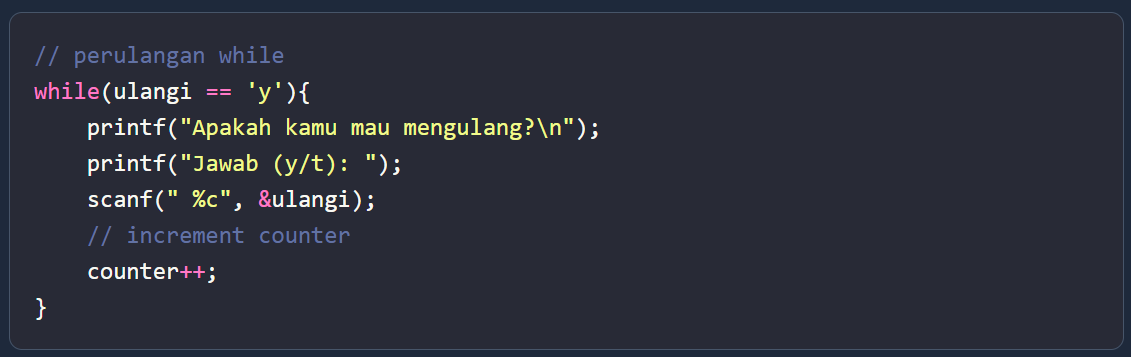 // perulangan while
while(ulangi == 'y'){
    printf("Apakah kamu mau mengulang?\n");
    printf("Jawab (y/t): ");
    scanf(" %c", &ulangi);
    // increment counter
    counter++;
}